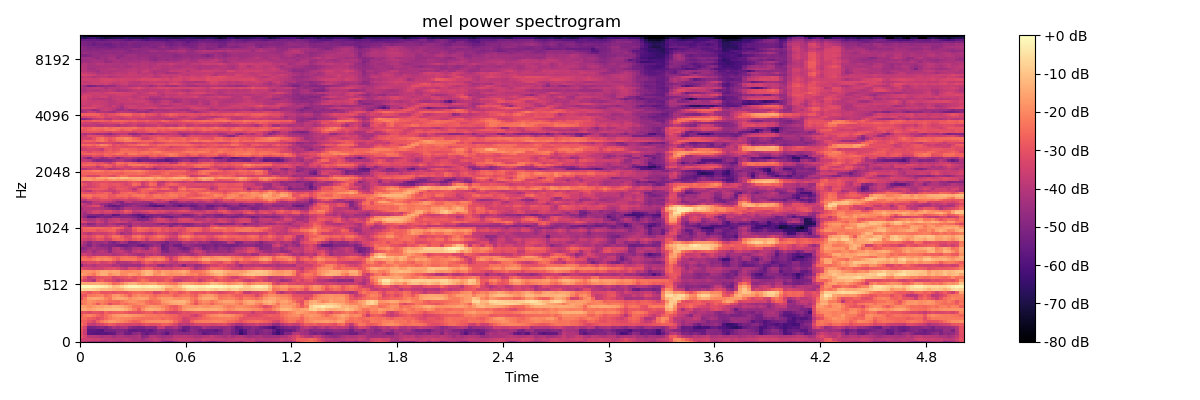 mel power spectrogram
Hz
8192
4096
2048
1024
512
0
0 0.6 1.2 1.8 2.4 3 3.6 4.2 4.8
Time
+0 dB
-10 dB
-20 dB
-30 dB
-40 dB
-50 dB
-60 dB
-70 dB
-80 dB